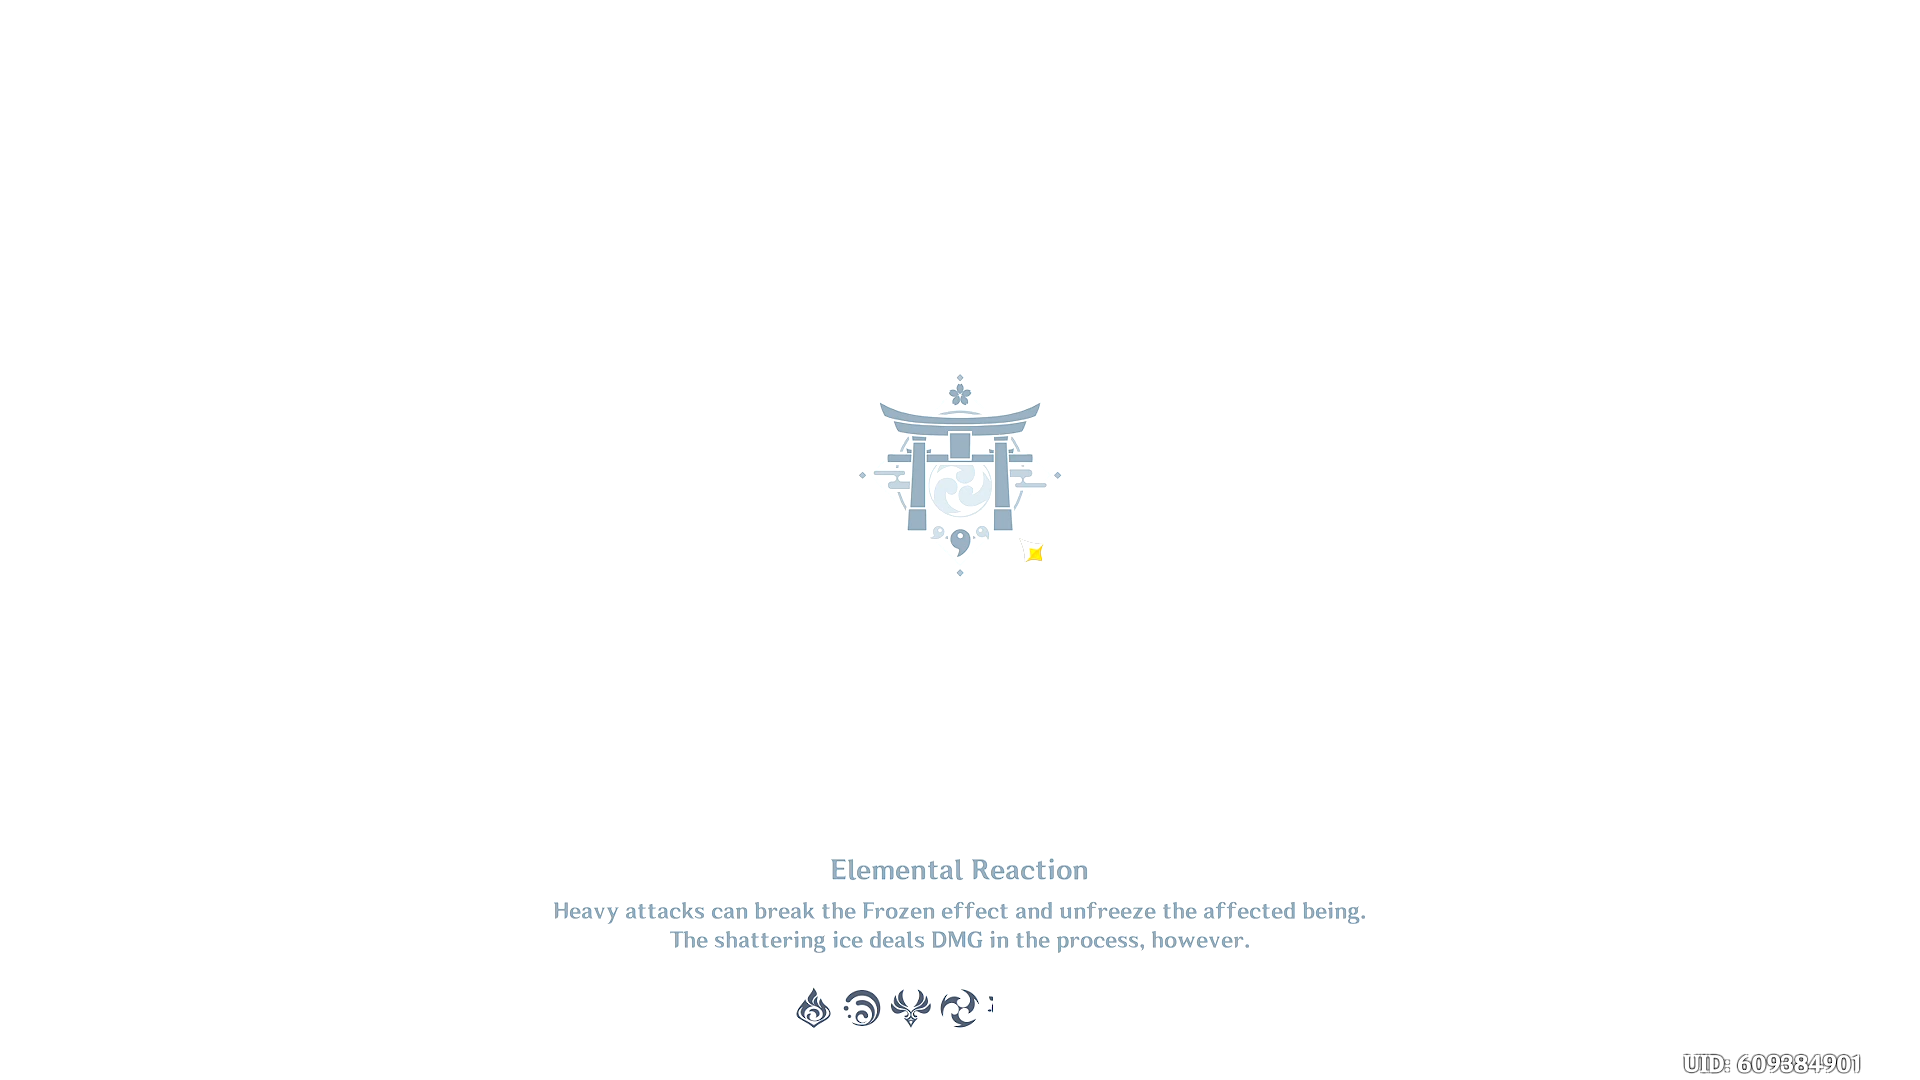 Elemental Reaction
Heavy attacks can break the Frozen effect and unfreeze the affected being.
The shattering ice deals DMG in the process, however.
UID: 609384901